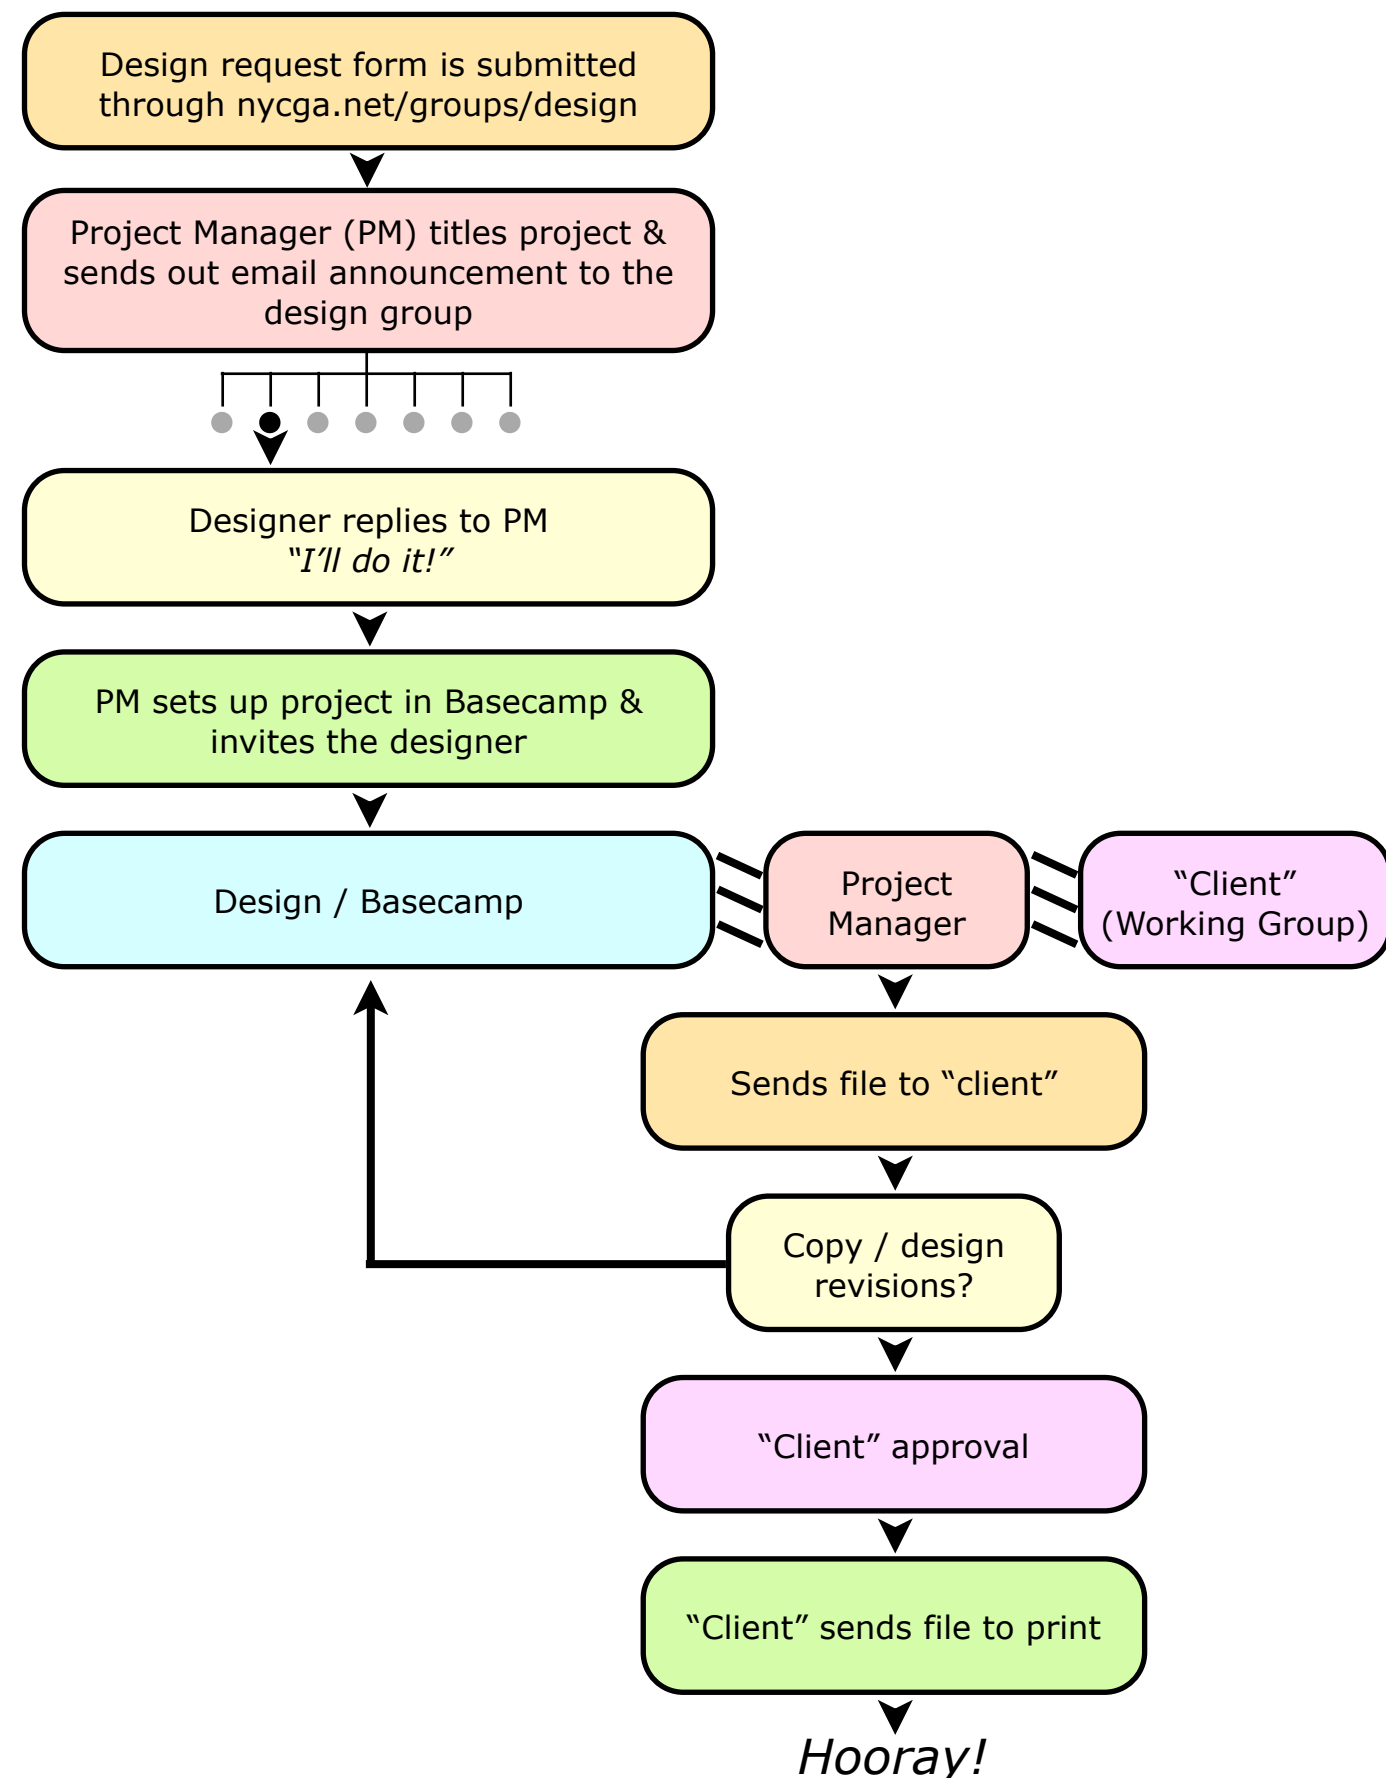 Design request form is submitted
through nycga.net/groups/design
Project Manager (PM) titles project &
sends out email announcement to the
design group
Designer replies to PM
“I’ll do it!”
PM sets up project in Basecamp &
invites the designer
Design / Basecamp
Project
Manager
“Client”
(Working Group)
Sends file to “client”
Copy / design
revisions?
“Client” approval
“Client” sends file to print
Hooray!